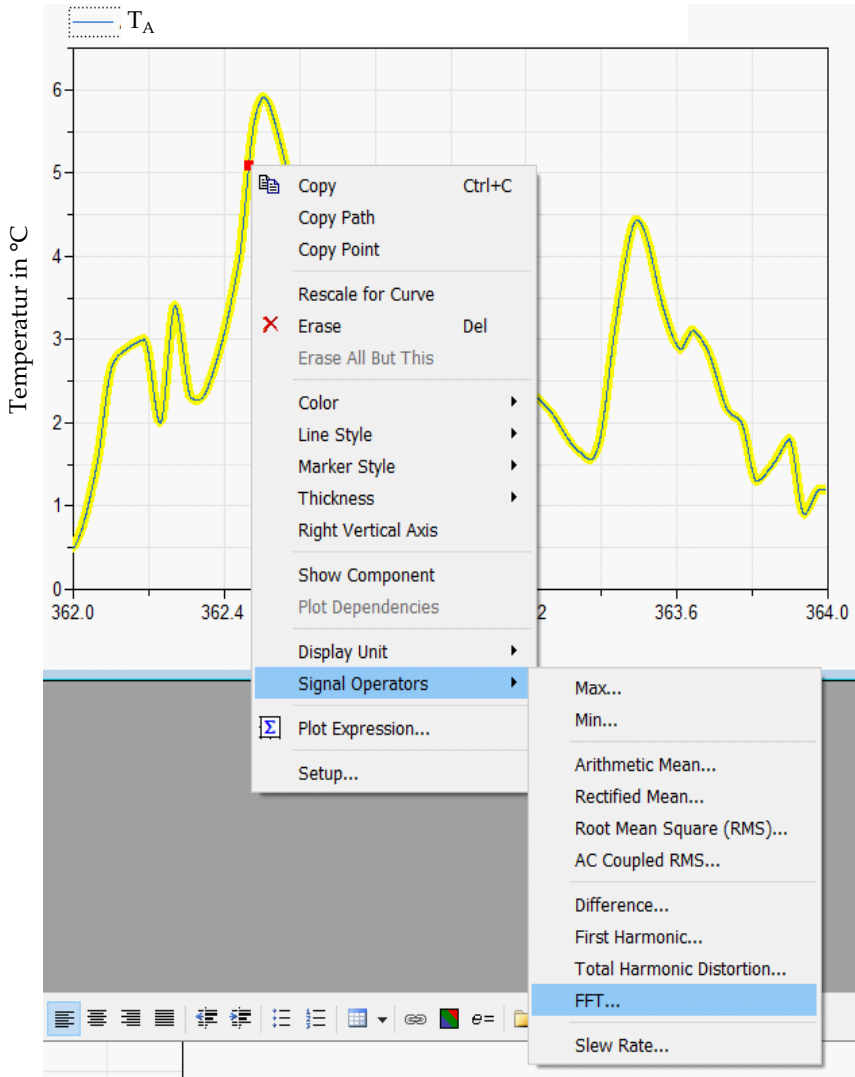 T_A
6
5
4
3
2
1
0
Temperatur in °C
362.0
362.4
2
363.6
364.0
Copy Ctrl+C
Copy Path
Copy Point
Rescale for Curve
Erase Del
Erase All But This
Color
Line Style
Marker Style
Thickness
Right Vertical Axis
Show Component
Plot Dependencies
Display Unit
Signal Operators
Σ Plot Expression...
Setup...
Max...
Min...
Arithmetic Mean...
Rectified Mean...
Root Mean Square (RMS)...
AC Coupled RMS...
Difference...
First Harmonic...
Total Harmonic Distortion...
FFT...
Slew Rate...
e=